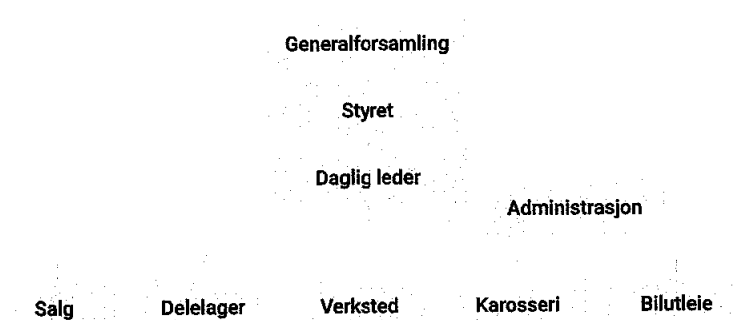 Generalforsamling
Styret
Daglig leder
Administrasjon
Salg
Delelager
Verksted
Karosseri
Bilutleie